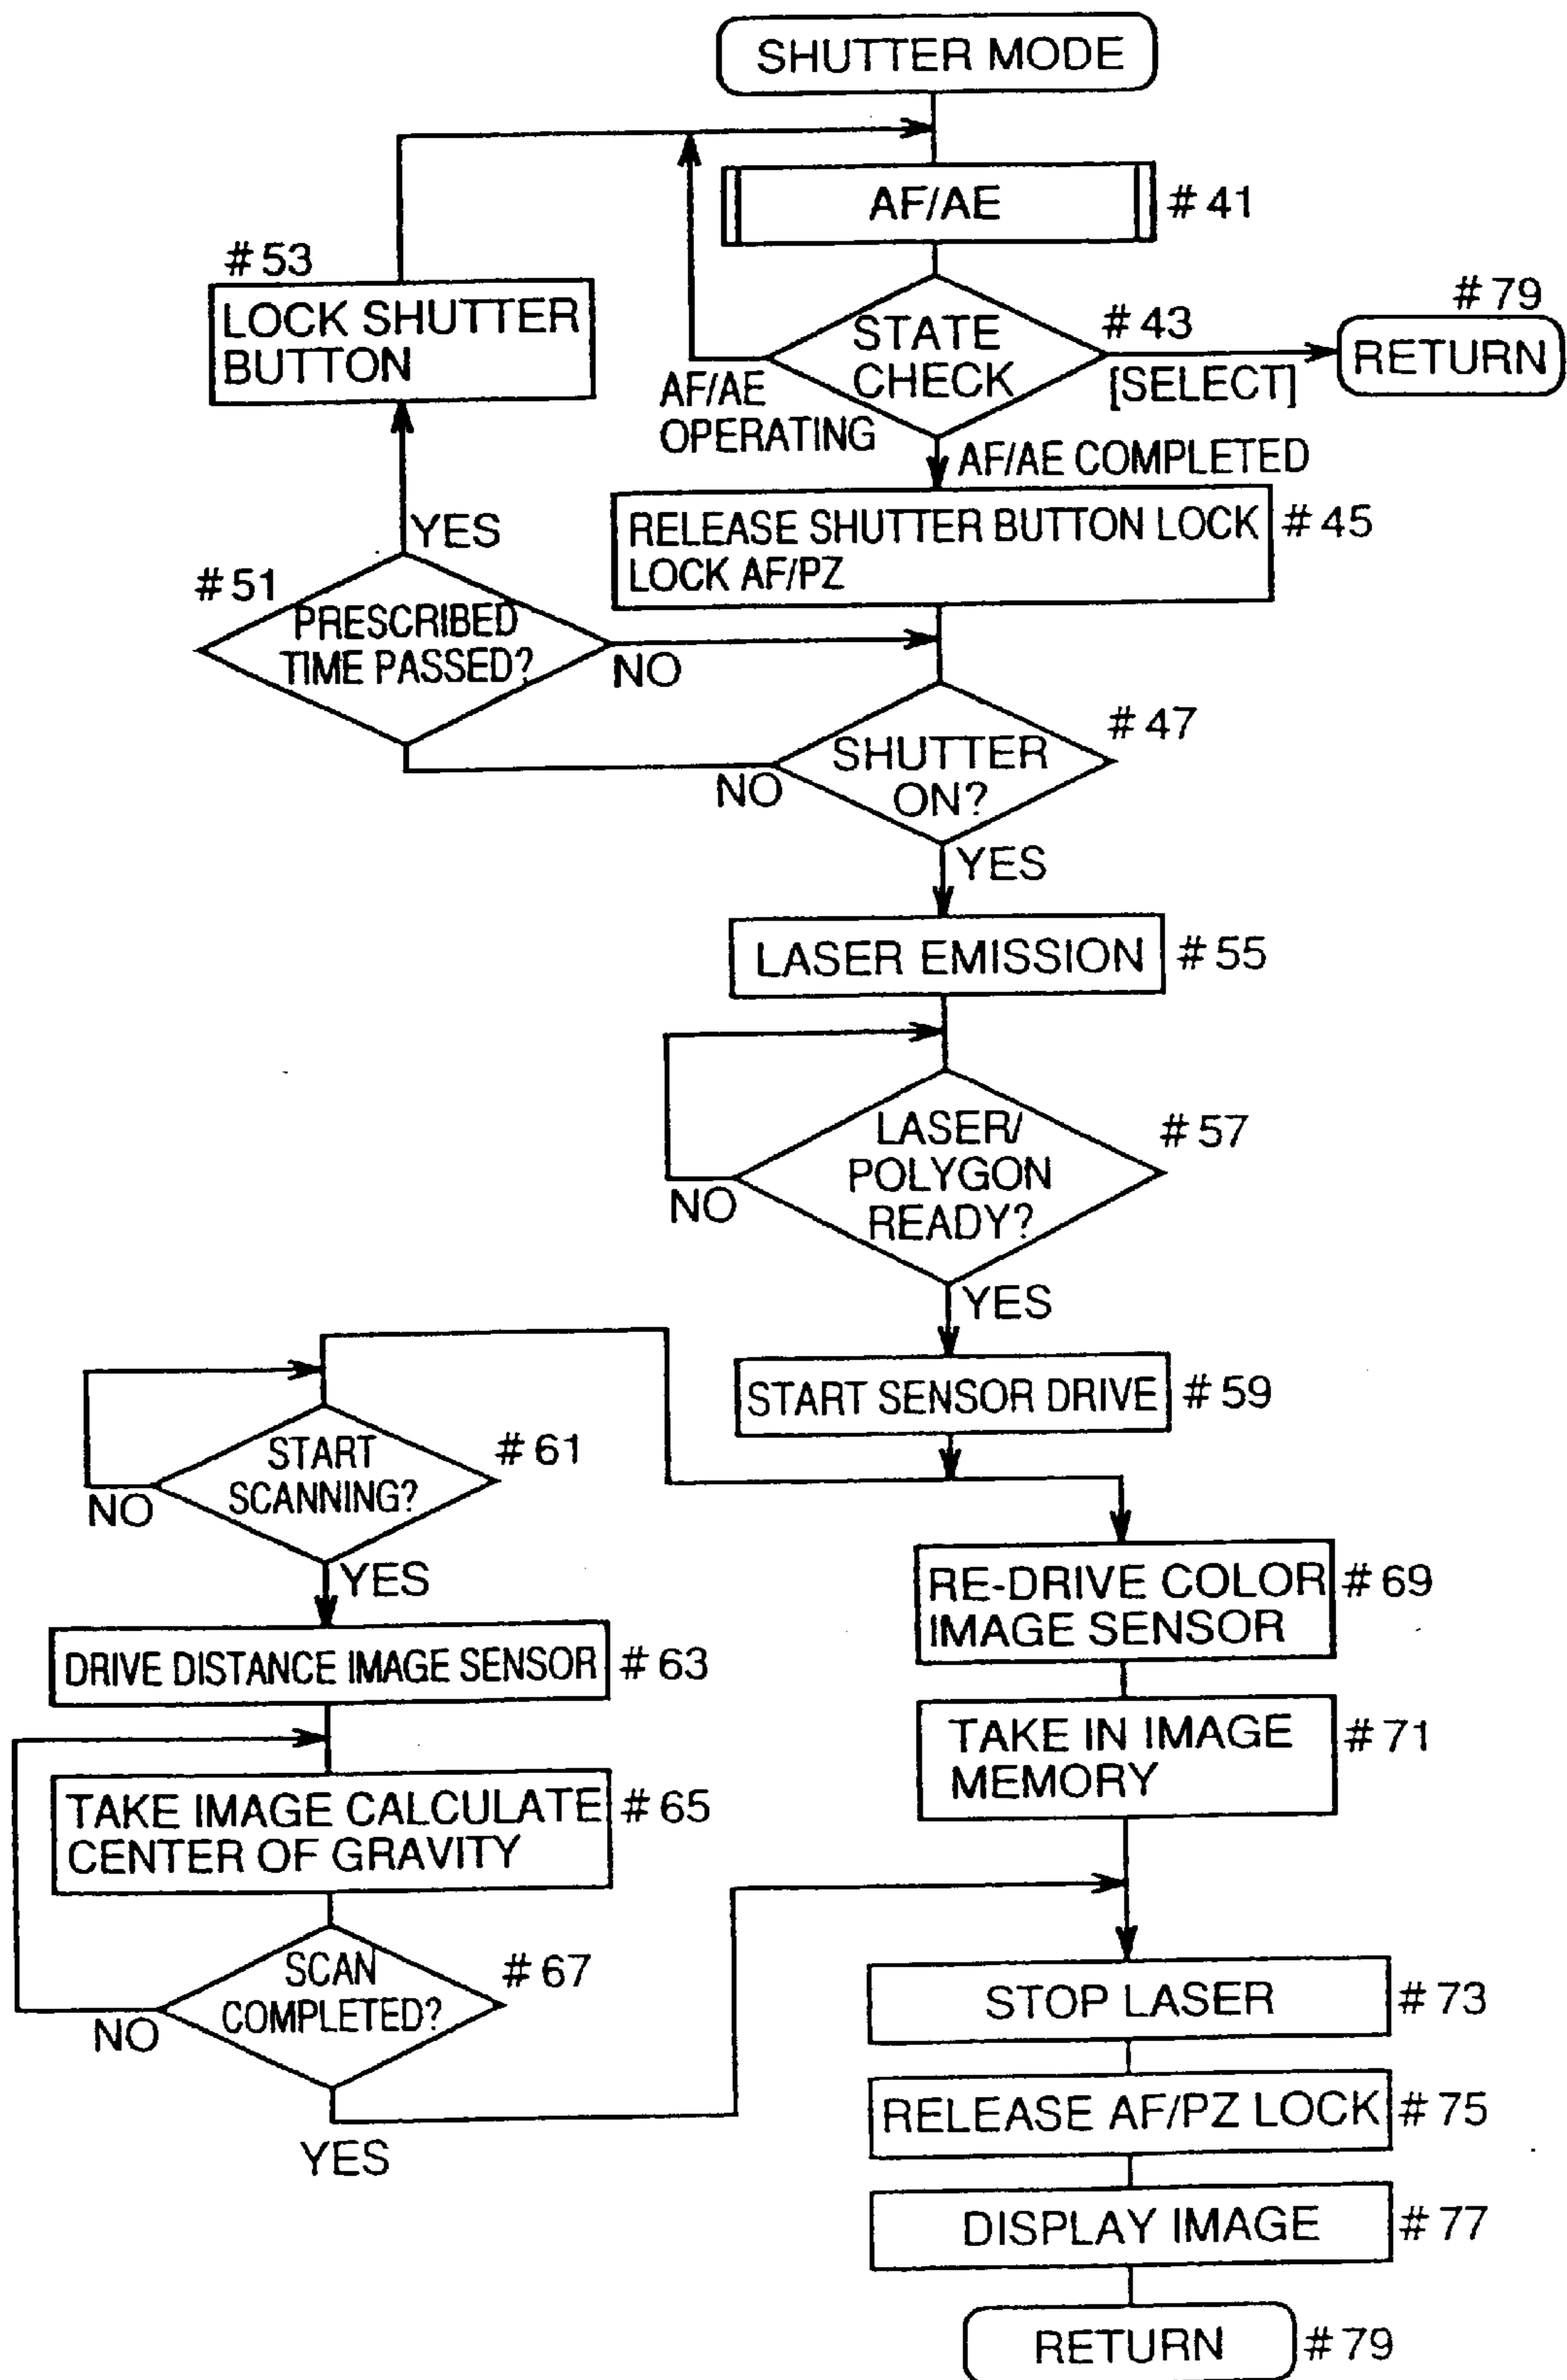 SHUTTER MODE
AF/AE
#41
STATE
CHECK
#43
[SELECT]
#79
RETURN
AF/AE
OPERATING
AF/AE COMPLETED
#53
LOCK SHUTTER
BUTTON
YES
RELEASE SHUTTER BUTTON LOCK
LOCK AF/PZ
#45
#51
PRESCRIBED
TIME PASSED?
NO
SHUTTER
ON?
#47
NO
YES
LASER EMISSION
#55
LASER/
POLYGON
READY?
#57
NO
YES
START SENSOR DRIVE
#59
START
SCANNING?
#61
NO
YES
DRIVE DISTANCE IMAGE SENSOR
#63
TAKE IMAGE CALCULATE
CENTER OF GRAVITY
#65
SCAN
COMPLETED?
#67
NO
YES
RE-DRIVE COLOR
IMAGE SENSOR
#69
TAKE IN IMAGE
MEMORY
#71
STOP LASER
#73
RELEASE AF/PZ LOCK
#75
DISPLAY IMAGE
#77
RETURN
#79